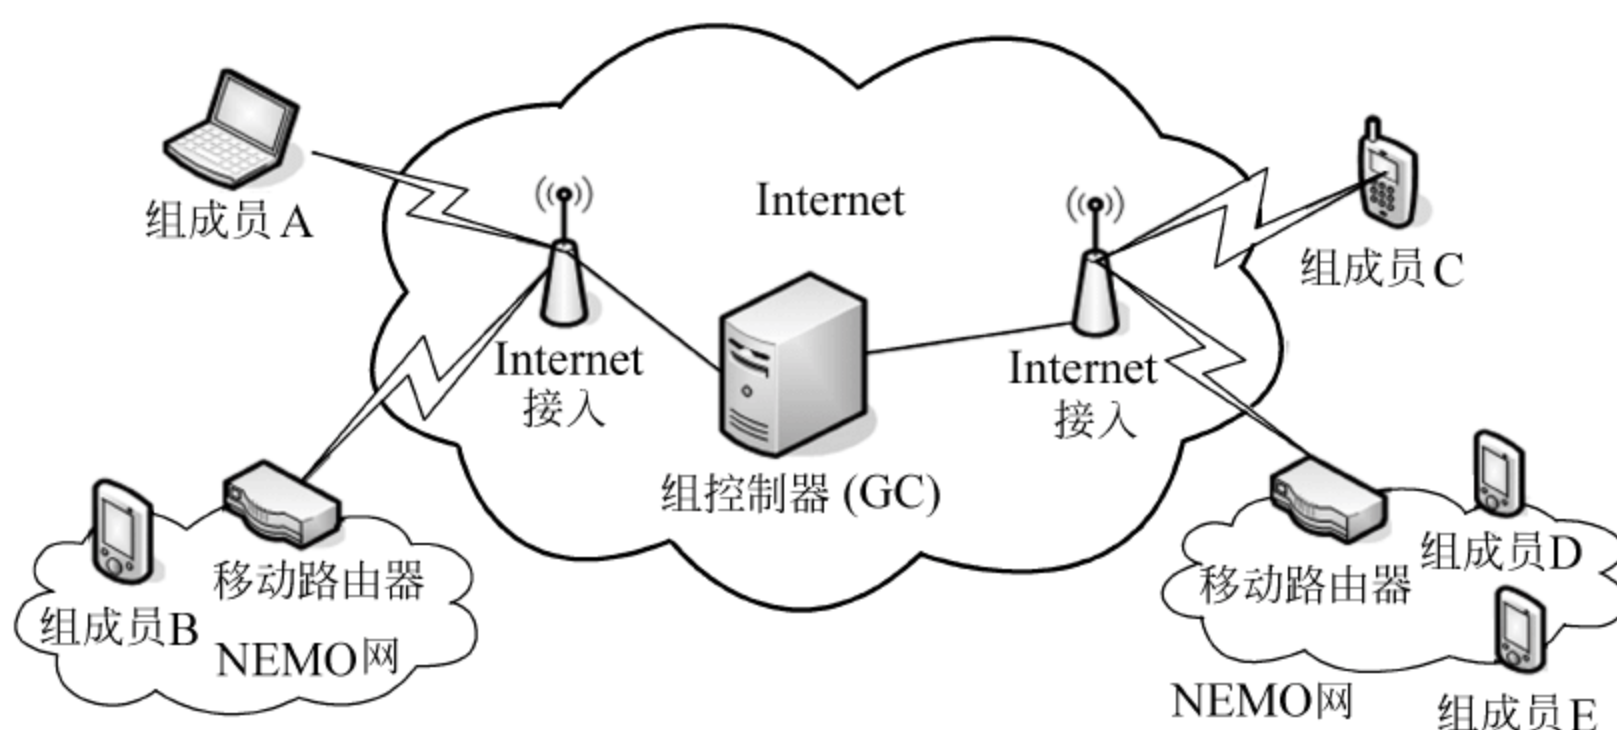 Internet
组成员 A
组成员 C
Internet
接入
Internet
接入
组控制器 (GC)
移动路由器
组成员B
NEMO网
组成员D
移动路由器
NEMO网
组成员E